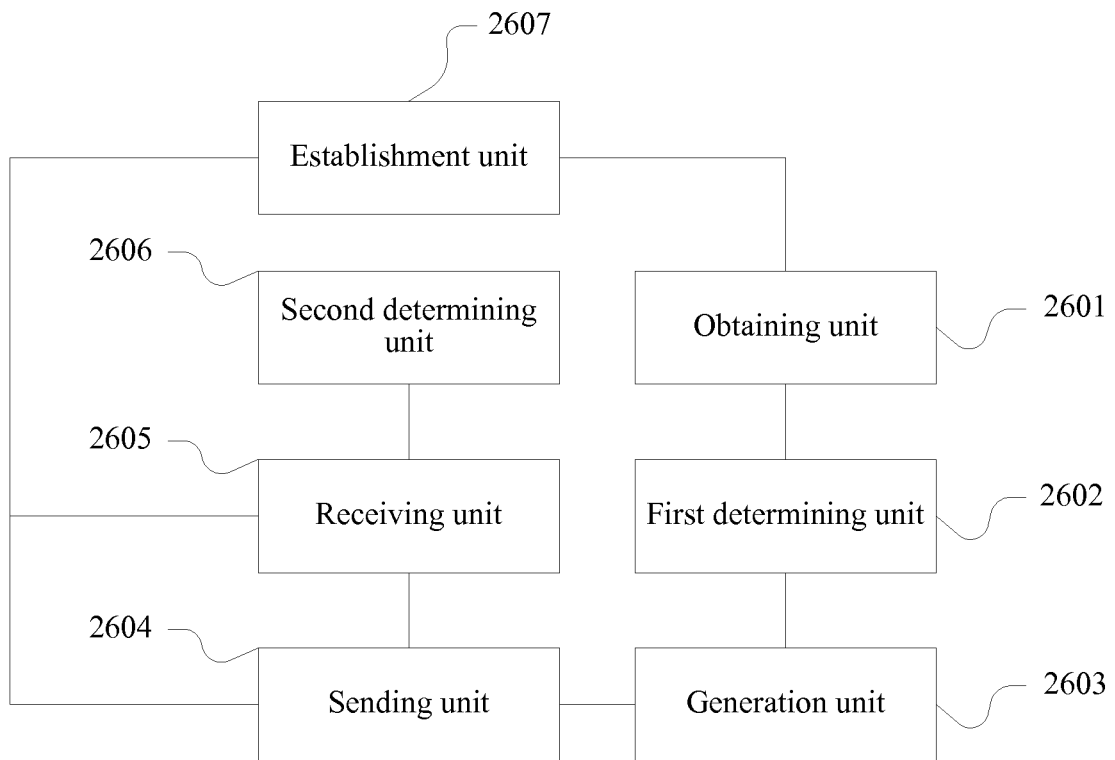 2607
Establishment unit
2606
Second determining
unit
Obtaining unit
2601
2605
Receiving unit
First determining unit
2602
2604
Sending unit
Generation unit
2603